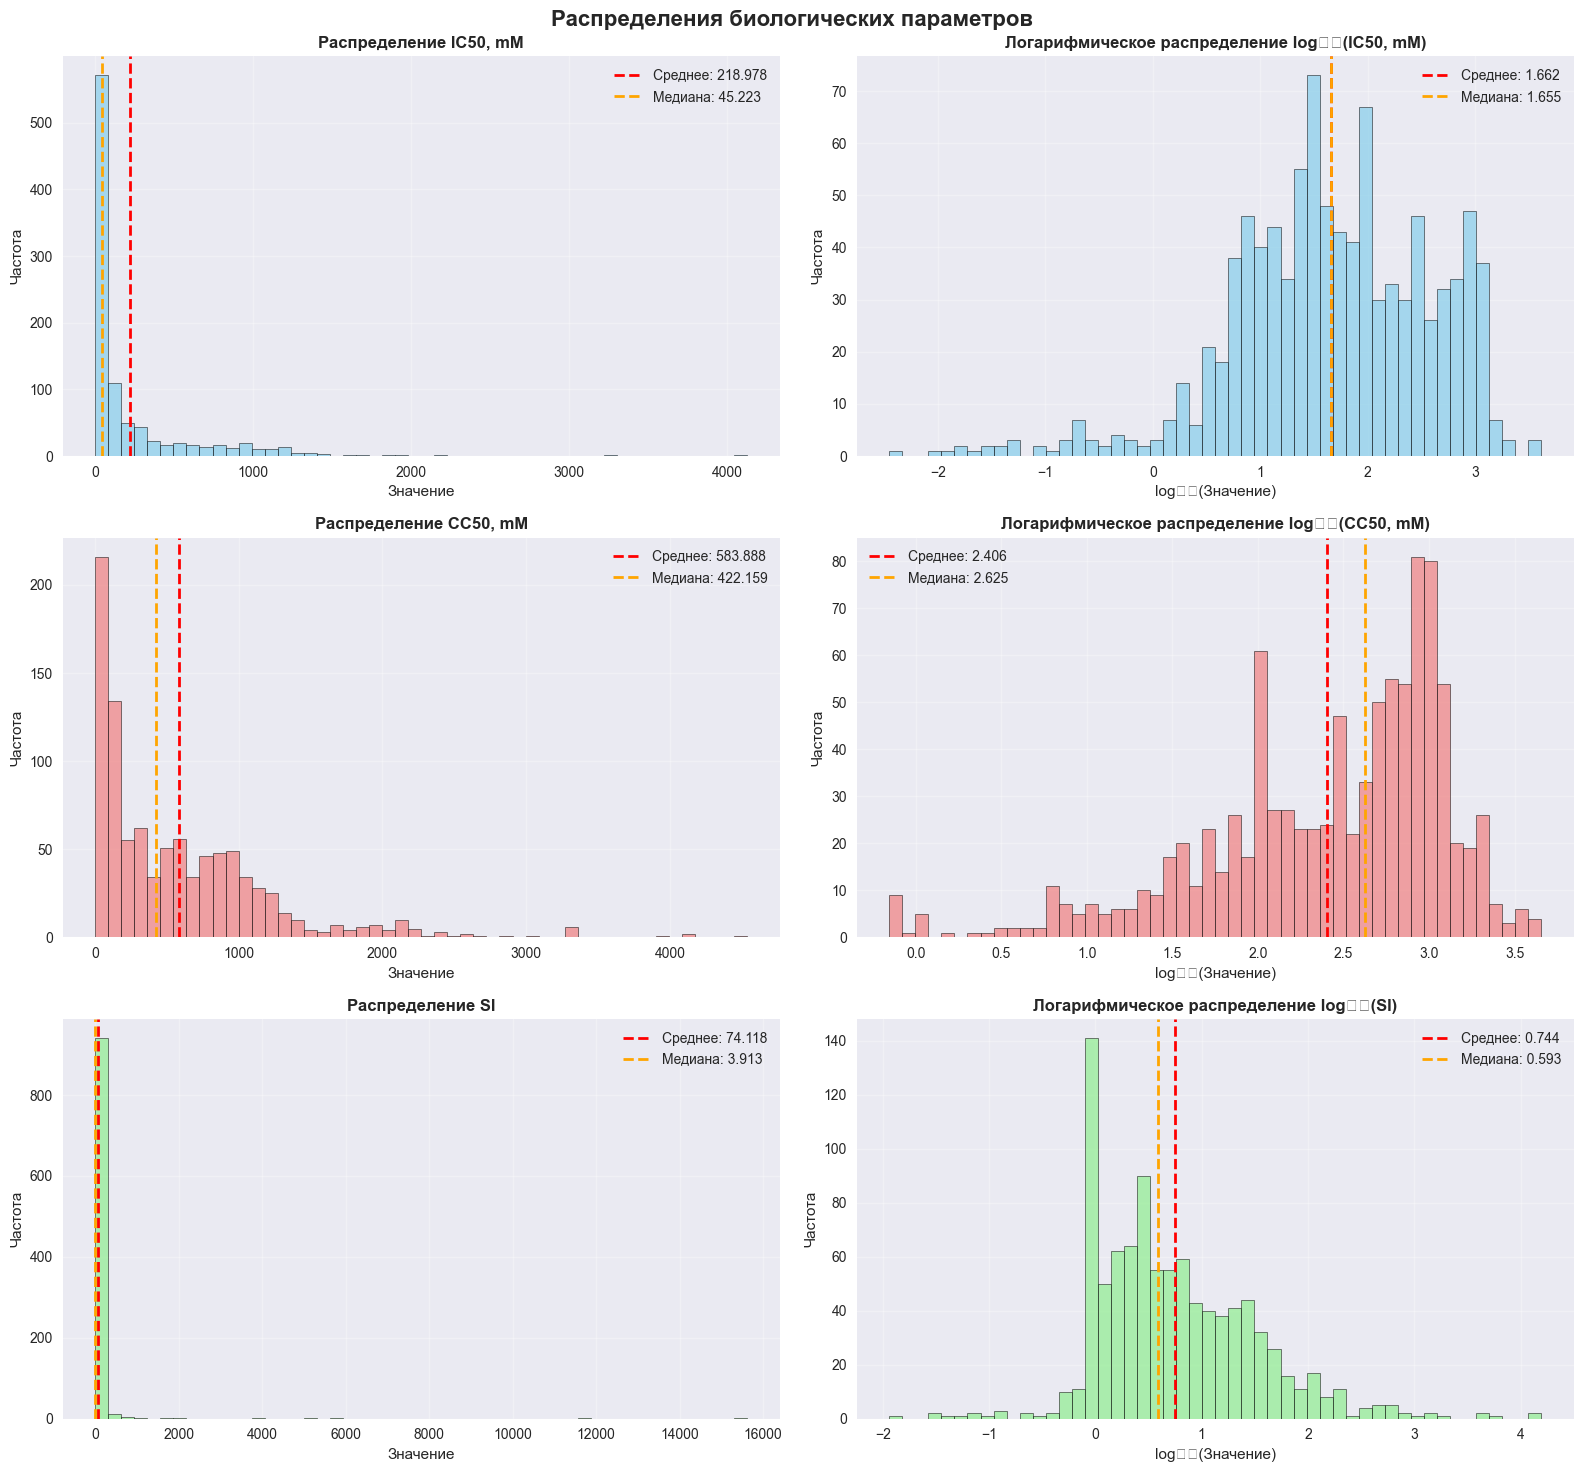 Распределения биологических параметров
Распределение IC50, mM
Среднее: 218.978
Медиана: 45.223
Частота
500
400
300
200
100
0
0 1000 2000 3000 4000
Значение
Логарифмическое распределение log□□(IC50, mM)
Среднее: 1.662
Медиана: 1.655
Частота
70
60
50
40
30
20
10
0
−2 −1 0 1 2 3
log□□(Значение)
Распределение CC50, mM
Среднее: 583.888
Медиана: 422.159
Частота
200
150
100
50
0
0 1000 2000 3000 4000
Значение
Логарифмическое распределение log□□(CC50, mM)
Среднее: 2.406
Медиана: 2.625
Частота
80
70
60
50
40
30
20
10
0
0.0 0.5 1.0 1.5 2.0 2.5 3.0 3.5
log□□(Значение)
Распределение SI
Среднее: 74.118
Медиана: 3.913
Частота
800
600
400
200
0
0 2000 4000 6000 8000 10000 12000 14000 16000
Значение
Логарифмическое распределение log□□(SI)
Среднее: 0.744
Медиана: 0.593
Частота
140
120
100
80
60
40
20
0
−2 −1 0 1 2 3 4
log□□(Значение)